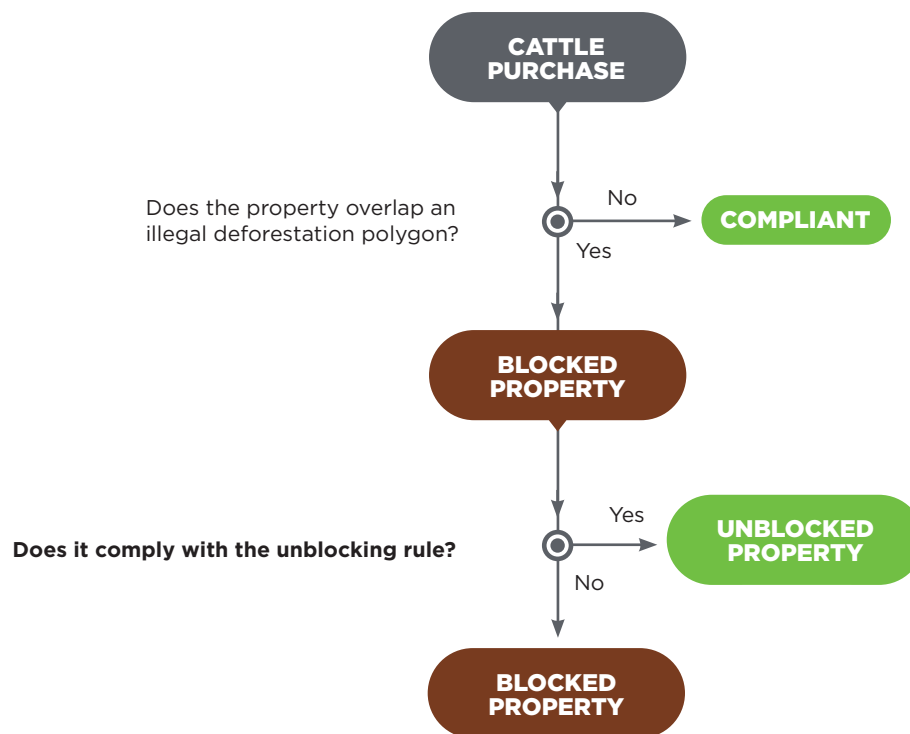 CATTLE
PURCHASE
Does the property overlap an
illegal deforestation polygon?
No
COMPLIANT
Yes
BLOCKED
PROPERTY
Does it comply with the unblocking rule?
Yes
UNBLOCKED
PROPERTY
No
BLOCKED
PROPERTY